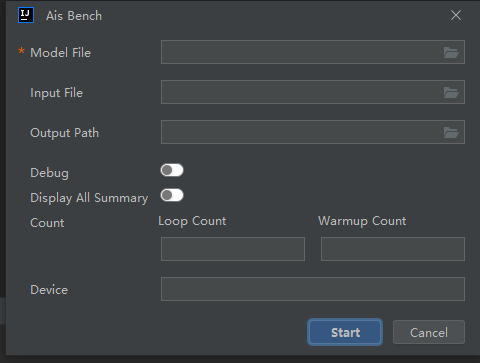 IJ Ais Bench
* Model File
Input File
Output Path
Debug
Display All Summary
Count Loop Count Warmup Count
Device
Start Cancel